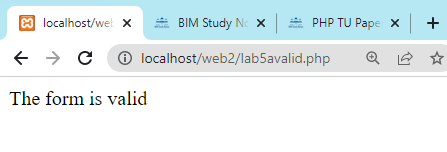 localhost/web
BIM Study No
PHP TU Pape
localhost/web2/lab5avalid.php
The form is valid